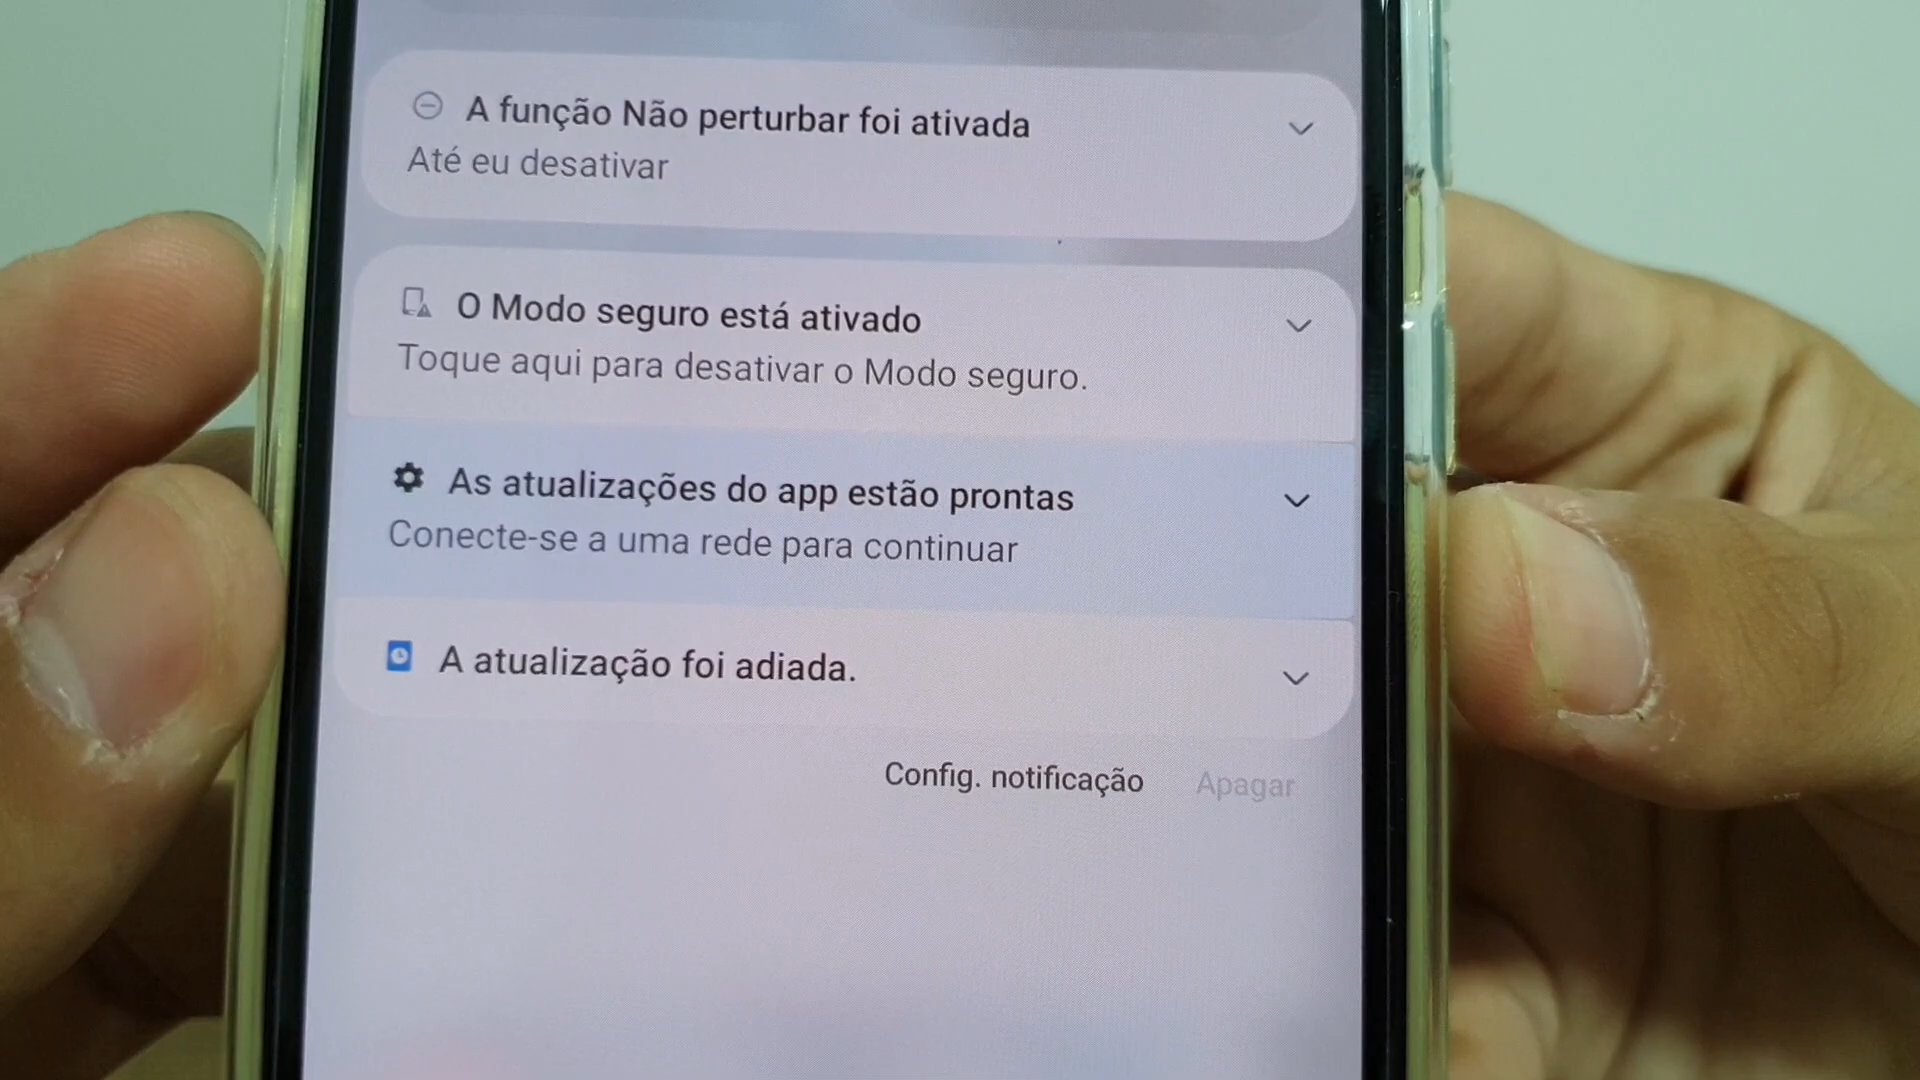 A função Não perturbar foi ativada
Até eu desativar
O Modo seguro está ativado
Toque aqui para desativar o Modo seguro.
As atualizações do app estão prontas
Conecte-se a uma rede para continuar
A atualização foi adiada.
Config. notificação Apagar